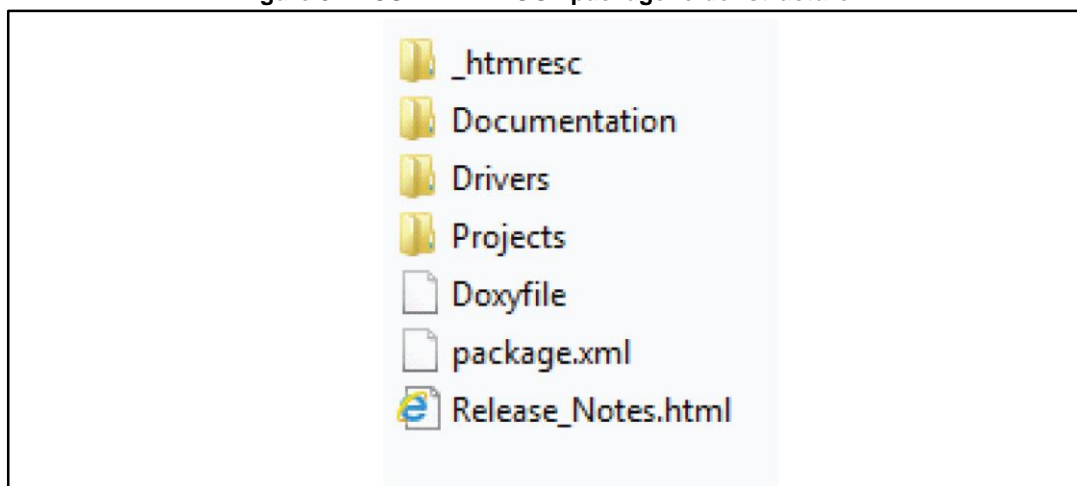 _htmresc
Documentation
Drivers
Projects
Doxyfile
package.xml
Release_Notes.html